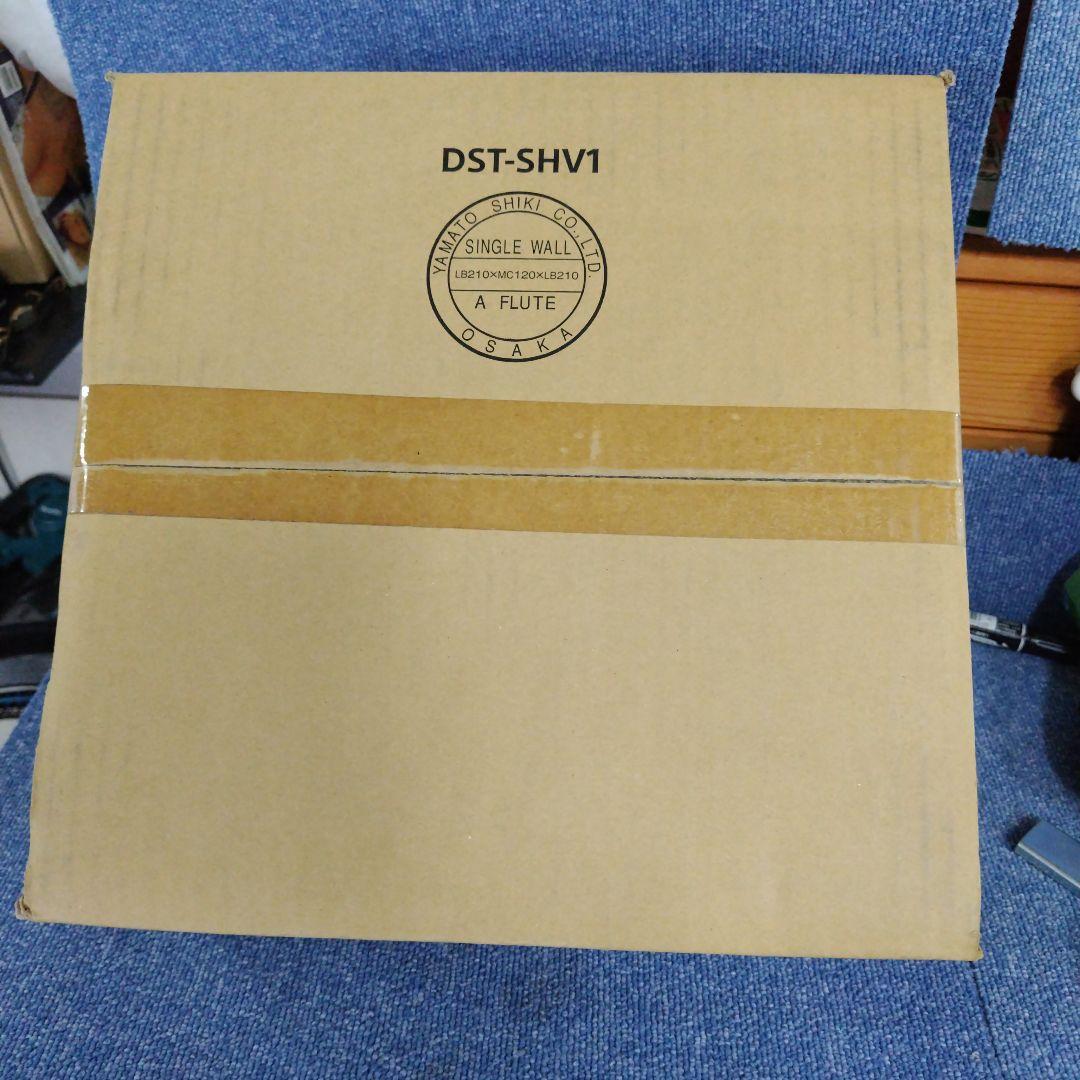 DST-SHV1
YAMATO SHIKI CO.,LTD.
SINGLE WALL
LB210×MC120×LB210
A FLUTE
OSAKA